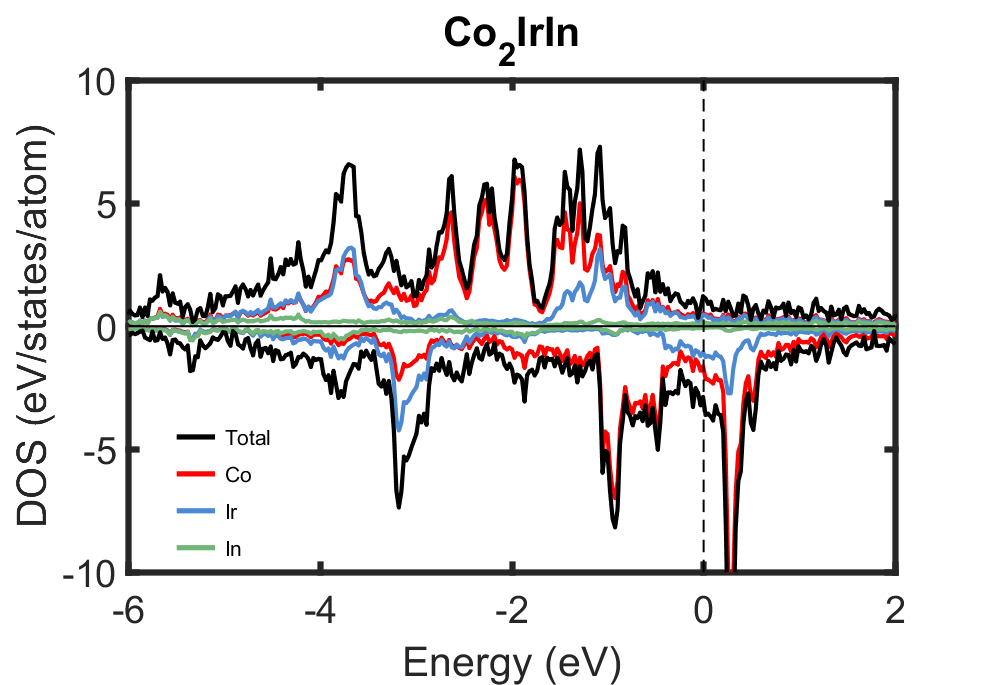 Co2IrIn
10
5
0
-5
-10
DOS (eV/states/atom)
Total
Co
Ir
In
-6 -4 -2 0 2
Energy (eV)